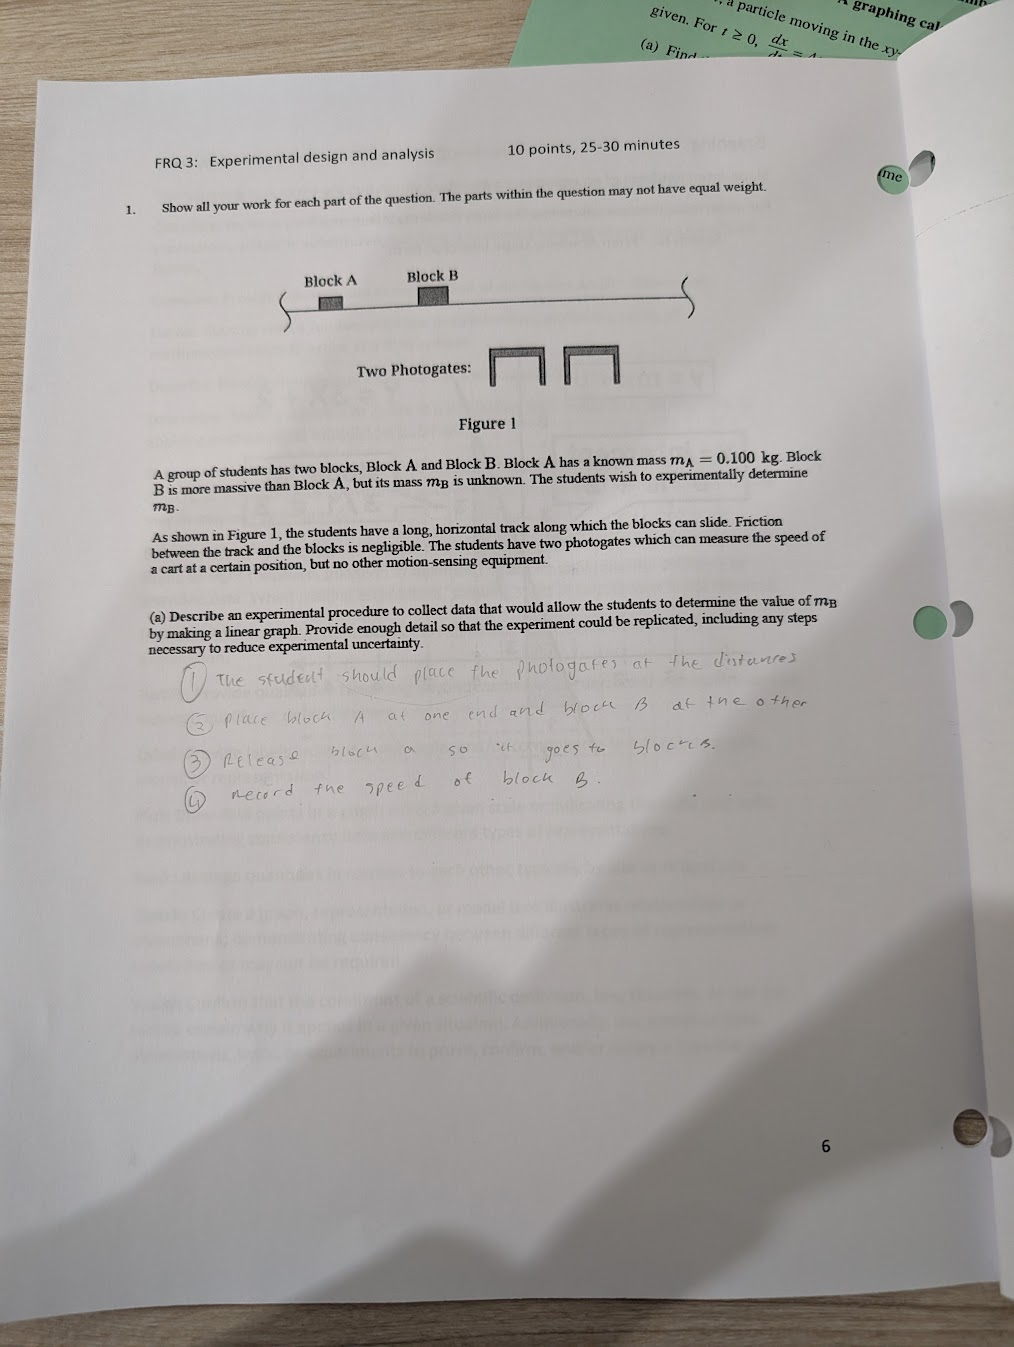 A graphing cal
, a particle moving in the xy-
given. For t ≥ 0, dx
(a) Find
me
FRQ 3: Experimental design and analysis 10 points, 25-30 minutes
1. Show all your work for each part of the question. The parts within the question may not have equal weight.
Block A Block B
Two Photogates:
Figure 1
A group of students has two blocks, Block A and Block B. Block A has a known mass mA = 0.100 kg. Block
B is more massive than Block A, but its mass mB is unknown. The students wish to experimentally determine
mB.
As shown in Figure 1, the students have a long, horizontal track along which the blocks can slide. Friction
between the track and the blocks is negligible. The students have two photogates which can measure the speed of
a cart at a certain position, but no other motion-sensing equipment.
(a) Describe an experimental procedure to collect data that would allow the students to determine the value of mB
by making a linear graph. Provide enough detail so that the experiment could be replicated, including any steps
necessary to reduce experimental uncertainty.
① The student should place the photogates at the distances
② Place block A at one end and block B at the other
③ Release block a so it goes to block B.
④ record the speed of block B.
6